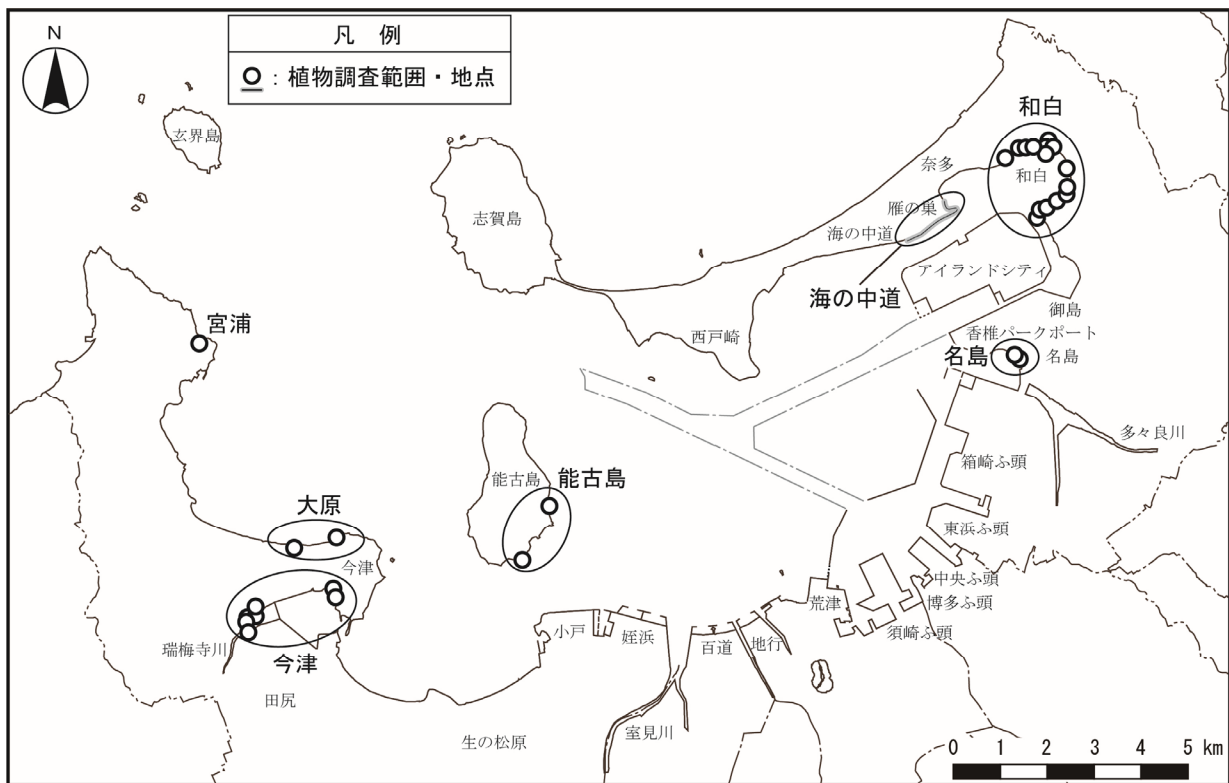 N
凡 例
：植物調査範囲・地点
玄界島
志賀島
和白
奈多
和白
雁の巣
海の中道
アイランドシティ
海の中道
御島
西戸崎
香椎パークポート
名島
名島
宮浦
多々良川
能古島
能古島
箱崎ふ頭
大原
東浜ふ頭
今津
中央ふ頭
荒津
博多ふ頭
須崎ふ頭
小戸
姪浜
百道
地行
瑞梅寺川
今津
田尻
室見川
生の松原
0 1 2 3 4 5 km